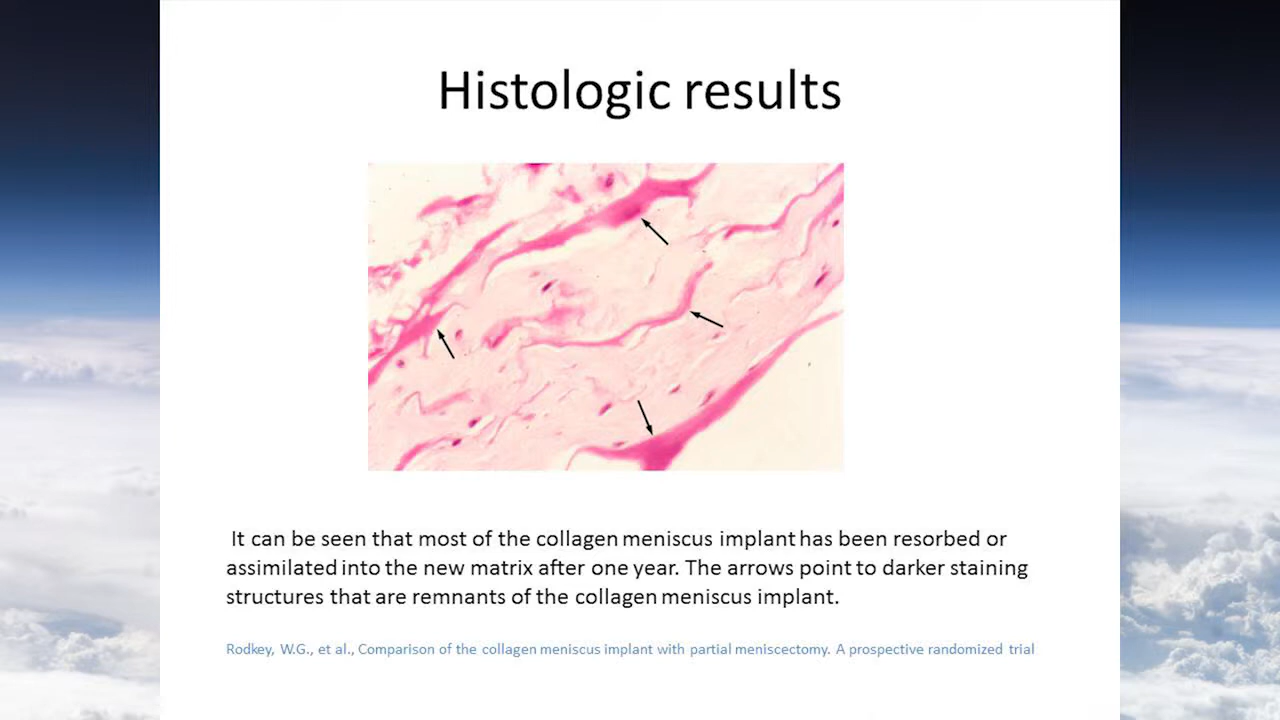 Histologic results
It can be seen that most of the collagen meniscus implant has been resorbed or
assimilated into the new matrix after one year. The arrows point to darker staining
structures that are remnants of the collagen meniscus implant.
Rodkey, W.G., et al., Comparison of the collagen meniscus implant with partial meniscectomy. A prospective randomized trial